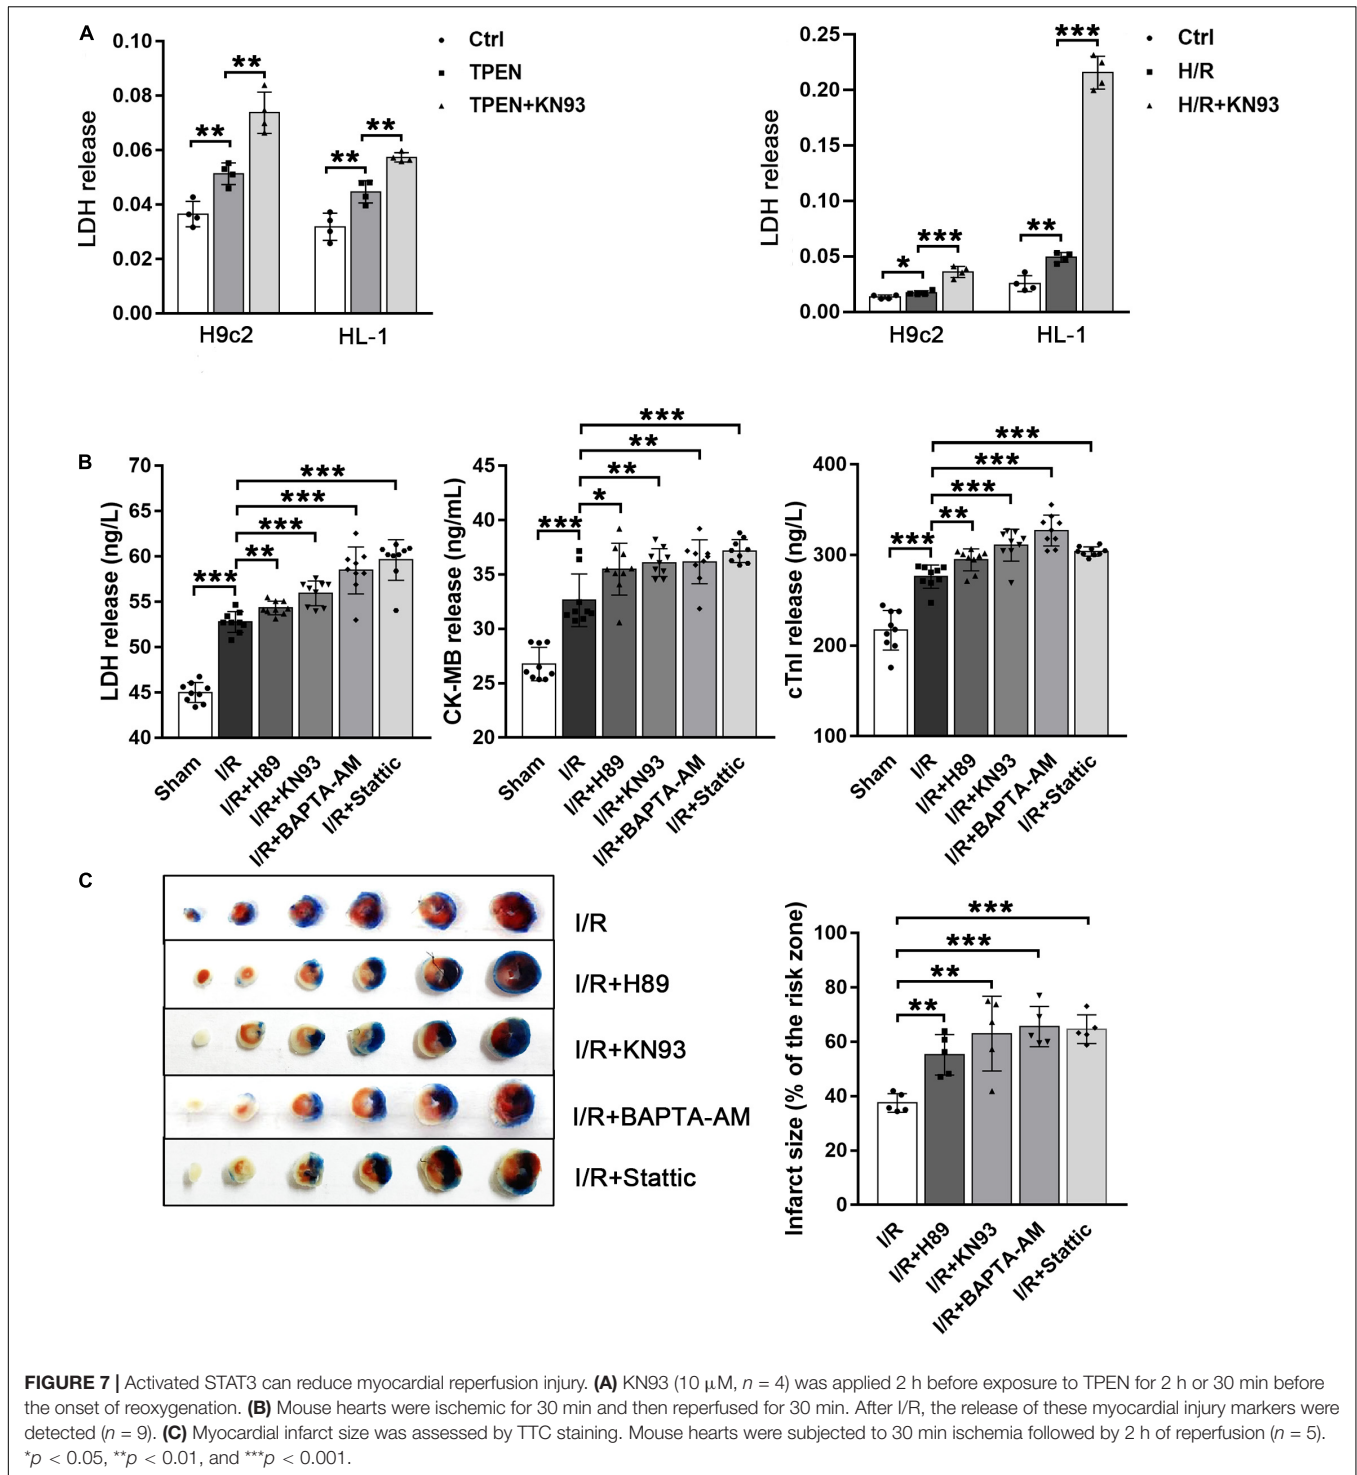 A
LDH release
0.10
0.08
0.06
0.04
0.02
0.00
** ** ** **
H9c2 HL-1
Ctrl
TPEN
TPEN+KN93
LDH release
0.25
0.20
0.15
0.10
0.05
0.00
* *** ** ***
H9c2 HL-1
Ctrl
H/R
H/R+KN93
B
LDH release (ng/L)
70
65
60
55
50
45
40
***
***
***
**
***
Sham
I/R
I/R+H89
I/R+KN93
I/R+BAPTA-AM
I/R+Stattic
CK-MB release (ng/mL)
45
40
35
30
25
20
***
**
**
*
***
Sham
I/R
I/R+H89
I/R+KN93
I/R+BAPTA-AM
I/R+Stattic
cTnI release (ng/L)
400
300
200
100
***
***
***
**
***
Sham
I/R
I/R+H89
I/R+KN93
I/R+BAPTA-AM
I/R+Stattic
C
I/R
I/R+H89
I/R+KN93
I/R+BAPTA-AM
I/R+Stattic
Infarct size (% of the risk zone)
100
80
60
40
20
0
***
***
**
**
I/R
I/R+H89
I/R+KN93
I/R+BAPTA-AM
I/R+Stattic
FIGURE 7 | Activated STAT3 can reduce myocardial reperfusion injury. (A) KN93 (10 μM, n = 4) was applied 2 h before exposure to TPEN for 2 h or 30 min before
the onset of reoxygenation. (B) Mouse hearts were ischemic for 30 min and then reperfused for 30 min. After I/R, the release of these myocardial injury markers were
detected (n = 9). (C) Myocardial infarct size was assessed by TTC staining. Mouse hearts were subjected to 30 min ischemia followed by 2 h of reperfusion (n = 5).
*p < 0.05, **p < 0.01, and ***p < 0.001.